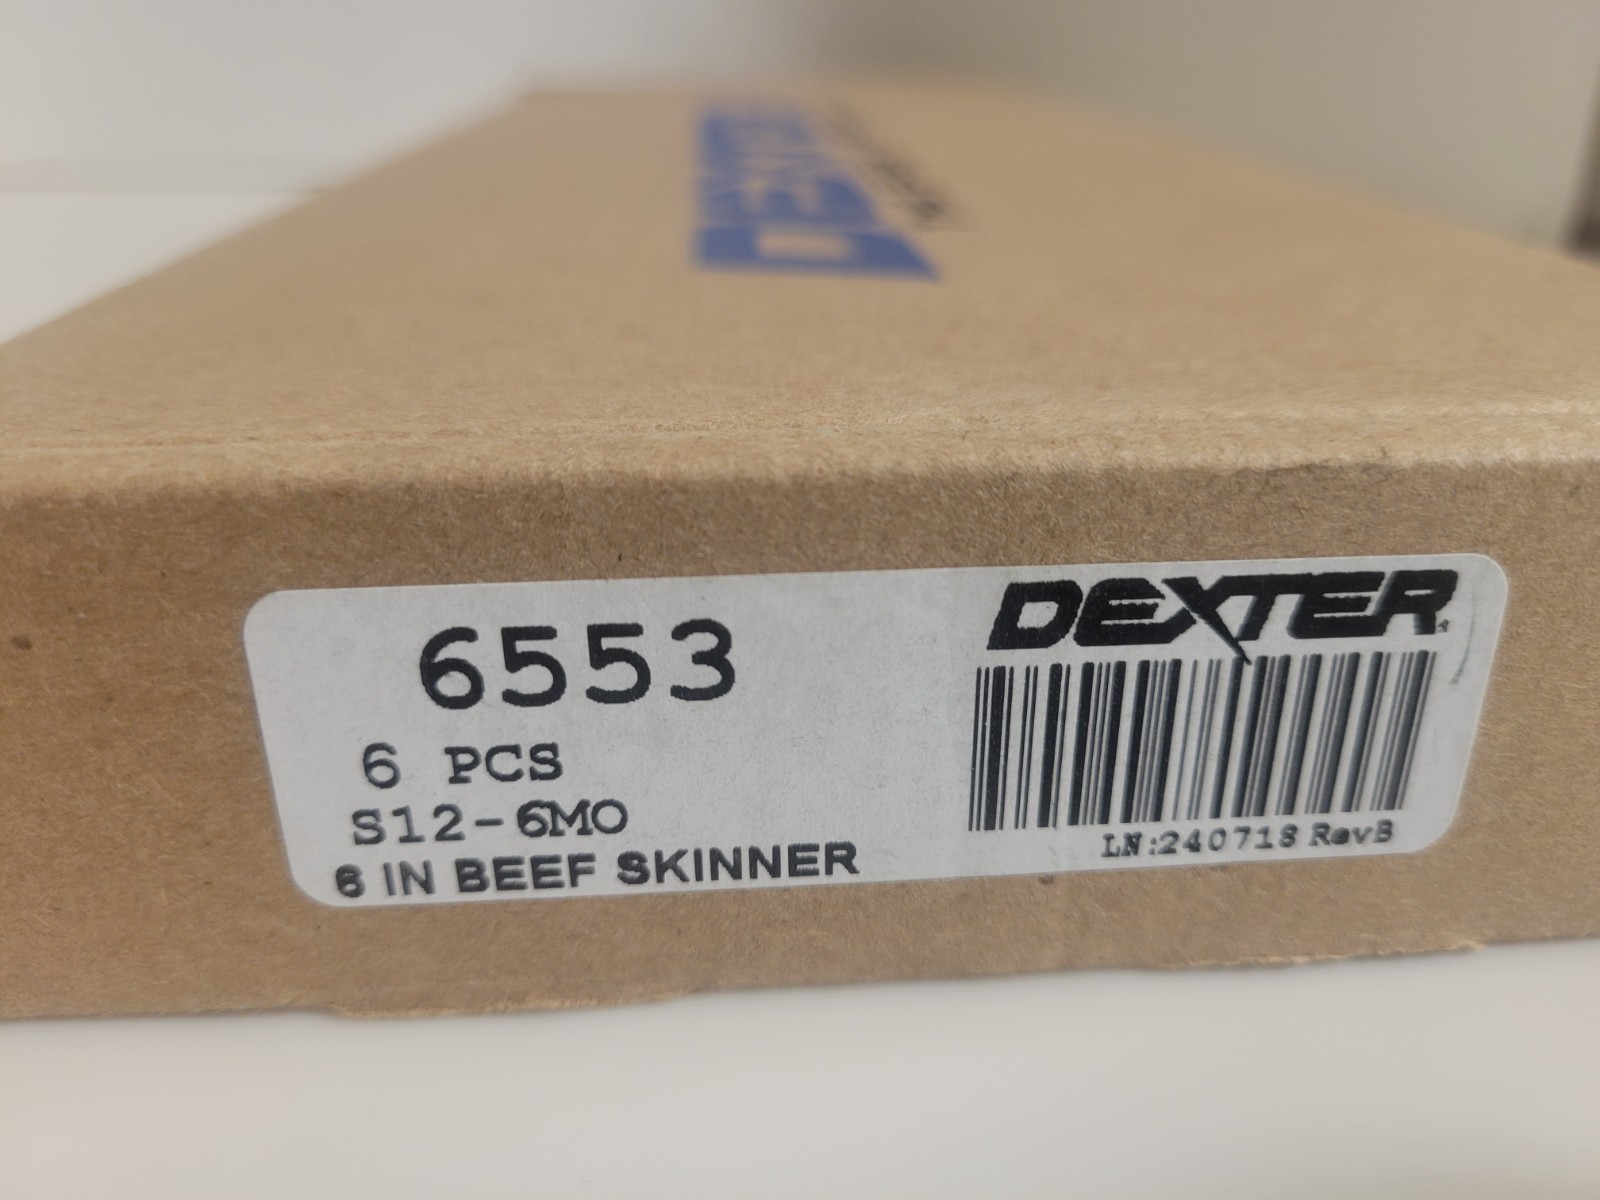 DEXTER
6553
6 PCS
S12-6MO
6 IN BEEF SKINNER
DEXTER
LN:240718 RevB